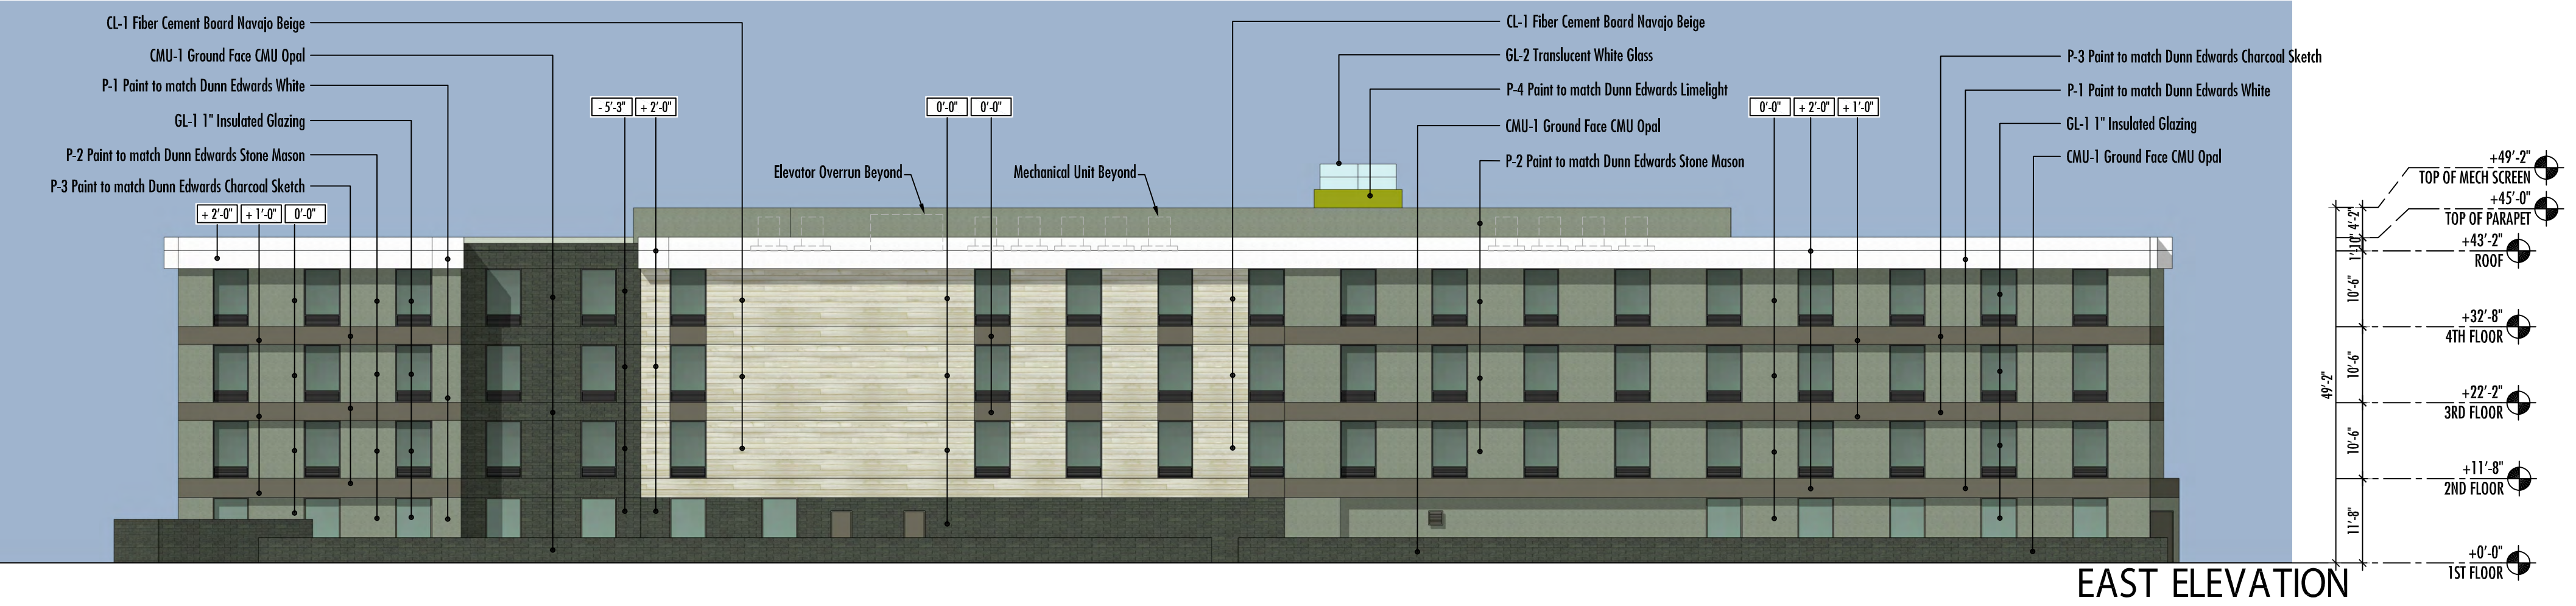 CL-1 Fiber Cement Board Navajo Beige
CMU-1 Ground Face CMU Opal
P-1 Paint to match Dunn Edwards White
GL-1 1" Insulated Glazing
P-2 Paint to match Dunn Edwards Stone Mason
P-3 Paint to match Dunn Edwards Charcoal Sketch
+ 2'-0" + 1'-0" 0'-0"
- 5'-3" + 2'-0"
0'-0" 0'-0"
Elevator Overrun Beyond
Mechanical Unit Beyond
CL-1 Fiber Cement Board Navajo Beige
GL-2 Translucent White Glass
P-4 Paint to match Dunn Edwards Limelight
CMU-1 Ground Face CMU Opal
P-2 Paint to match Dunn Edwards Stone Mason
0'-0" + 2'-0" + 1'-0"
P-3 Paint to match Dunn Edwards Charcoal Sketch
P-1 Paint to match Dunn Edwards White
GL-1 1" Insulated Glazing
CMU-1 Ground Face CMU Opal
+49'-2"
TOP OF MECH SCREEN
+45'-0"
TOP OF PARAPET
+43'-2"
ROOF
+32'-8"
4TH FLOOR
+22'-2"
3RD FLOOR
+11'-8"
2ND FLOOR
+0'-0"
1ST FLOOR
4'-2"
1'-10"
10'-6"
10'-6"
10'-6"
11'-8"
49'-2"
EAST ELEVATION